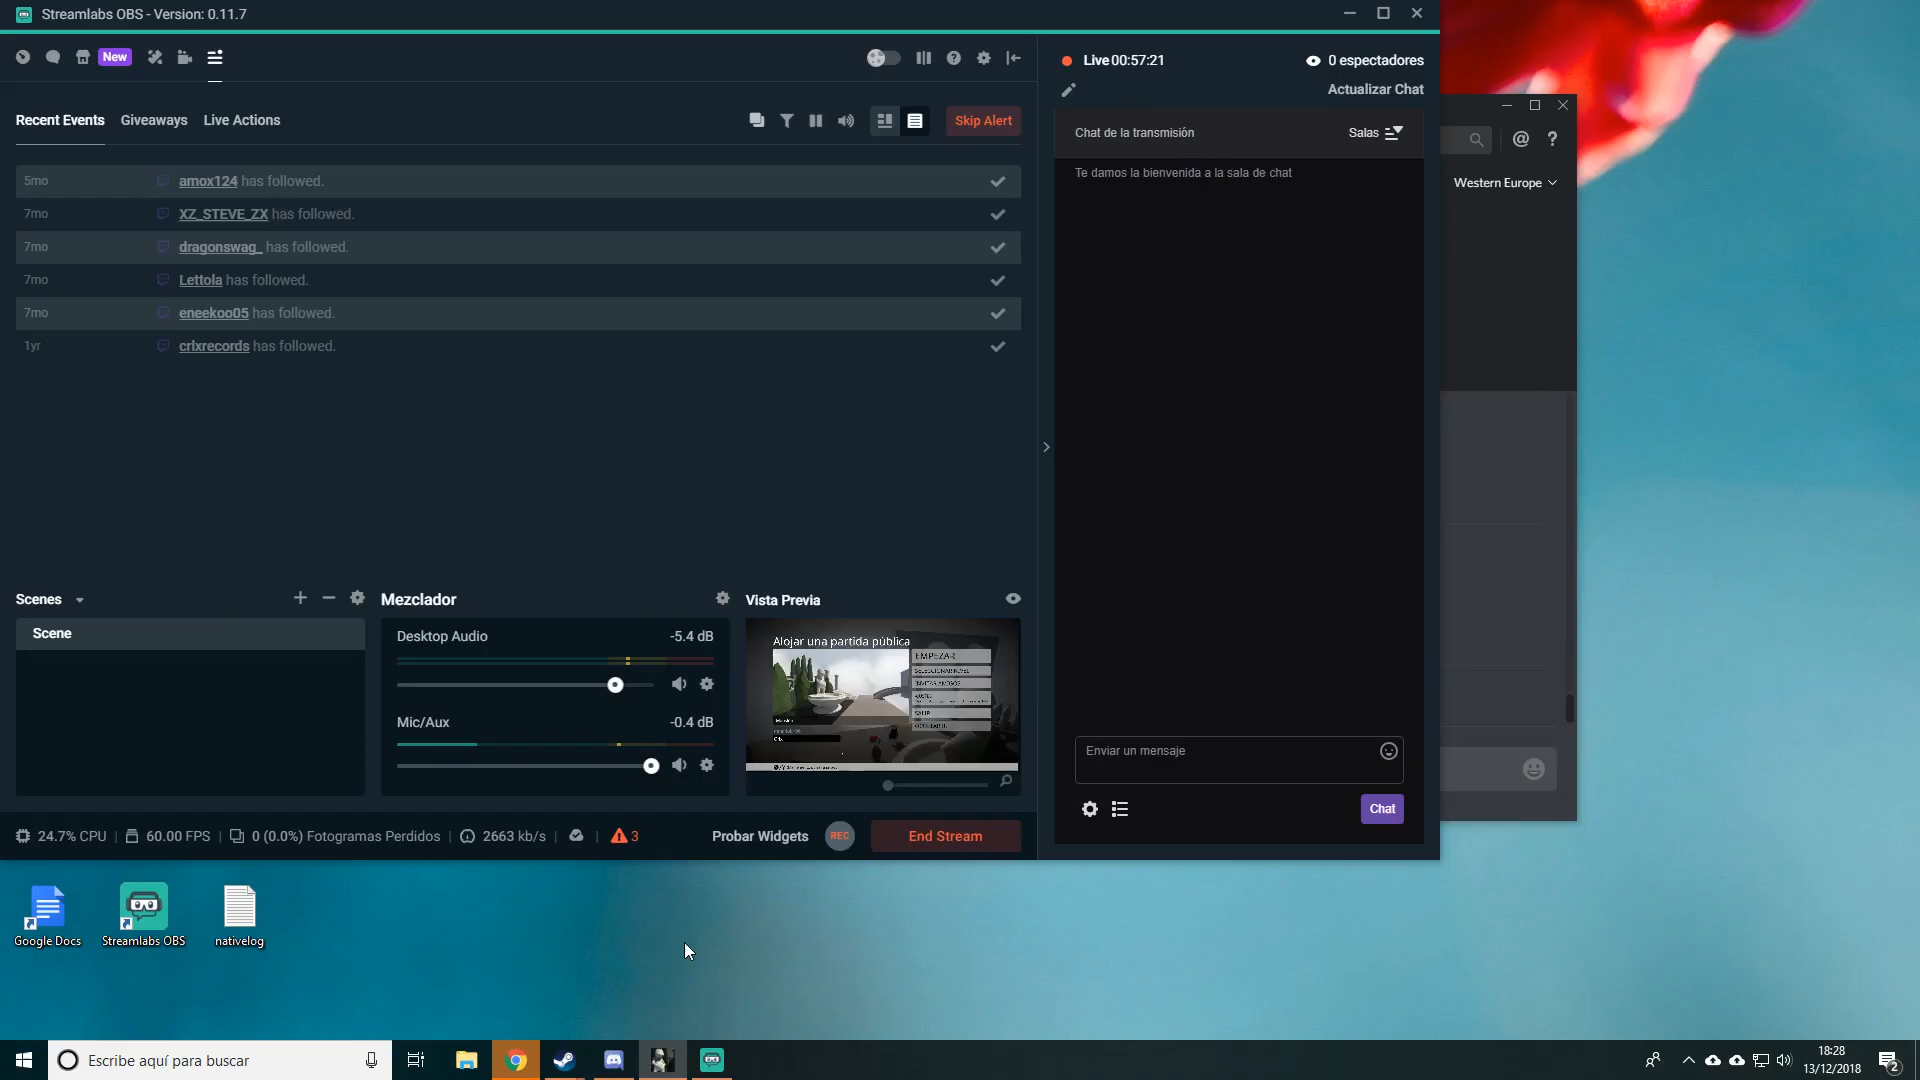 Streamlabs OBS - Version: 0.11.7
New
Live 00:57:21
0 espectadores
Actualizar Chat
Recent Events
Giveaways
Live Actions
Skip Alert
Chat de la transmisión
Salas
Te damos la bienvenida a la sala de chat
@
?
Western Europe
5mo
amox124 has followed.
7mo
XZ_STEVE_ZX has followed.
7mo
dragonswag_ has followed.
7mo
Lettola has followed.
7mo
eneekoo05 has followed.
1yr
crlxrecords has followed.
Scenes
Scene
Mezclador
Desktop Audio
-5.4 dB
Mic/Aux
-0.4 dB
Vista Previa
Alojar una partida pública
EMPEZAR
SELECCIONAR NIVEL
INVITAR AMIGOS
AJUSTES
SALIR
Enviar un mensaje
Chat
24.7% CPU
60.00 FPS
0 (0.0%) Fotogramas Perdidos
2663 kb/s
3
Probar Widgets
REC
End Stream
Google Docs
Streamlabs OBS
nativelog
Escribe aquí para buscar
18:28
13/12/2018
2